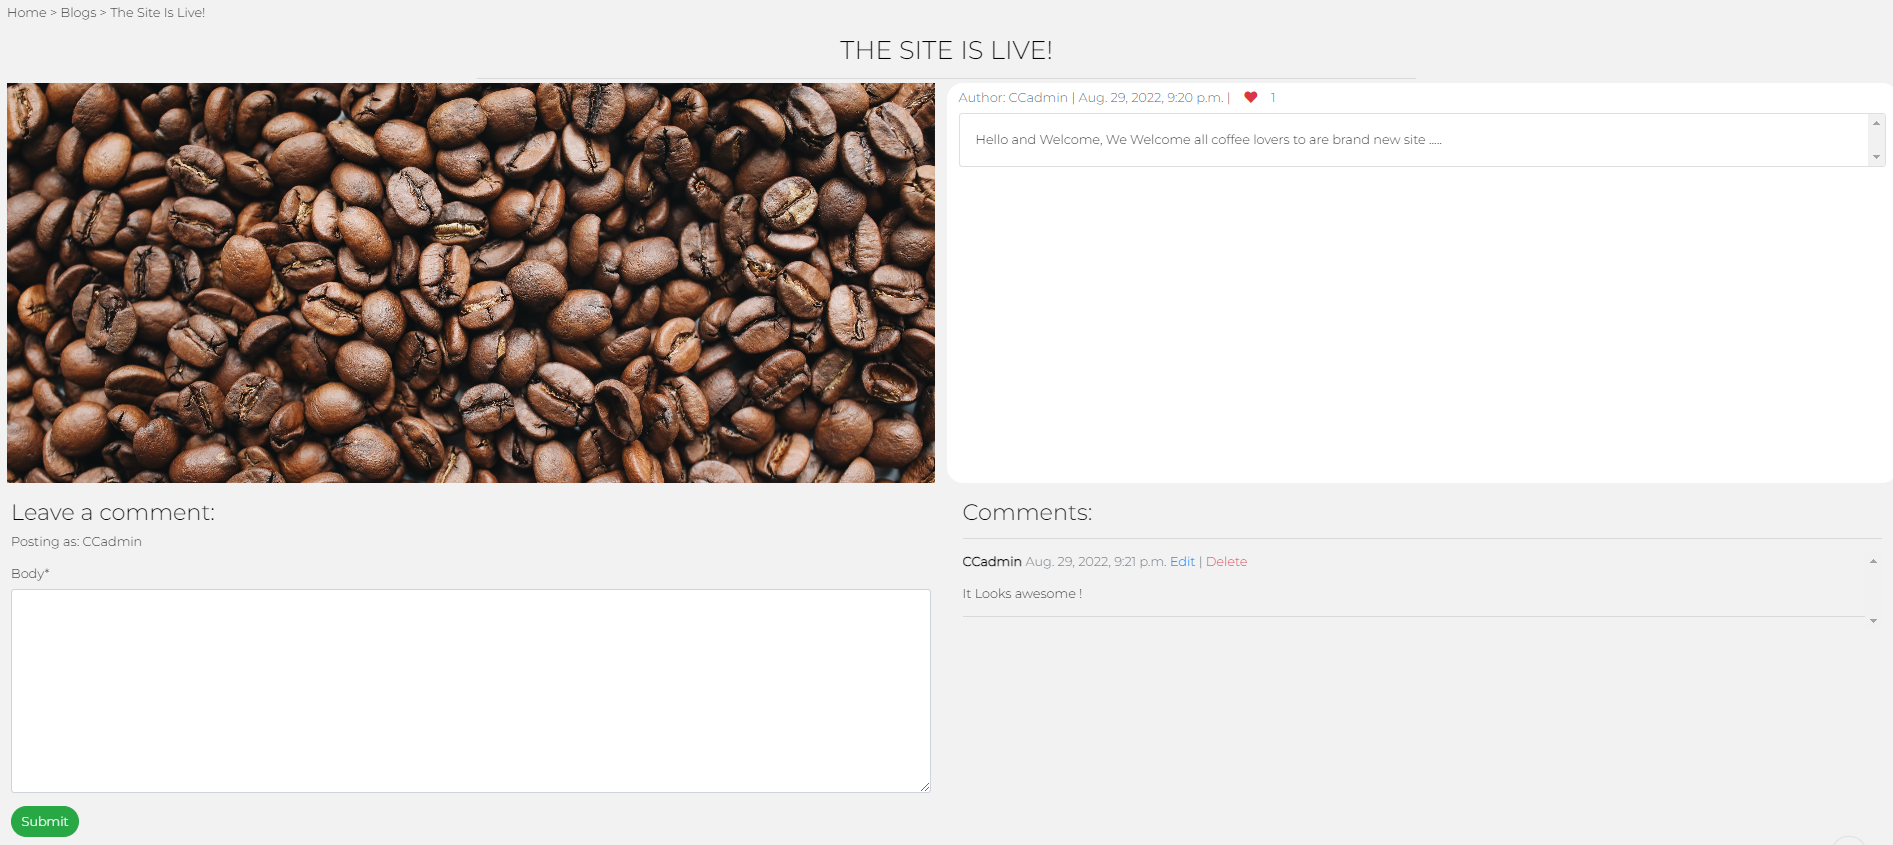 Home > Blogs > The Site Is Live!
THE SITE IS LIVE!
Author: CCadmin | Aug. 29, 2022, 9:20 p.m. | 1
Hello and Welcome, We Welcome all coffee lovers to are brand new site .....
Leave a comment:
Posting as: CCadmin
Body*
Submit
Comments:
CCadmin Aug. 29, 2022, 9:21 p.m. Edit | Delete
It Looks awesome !